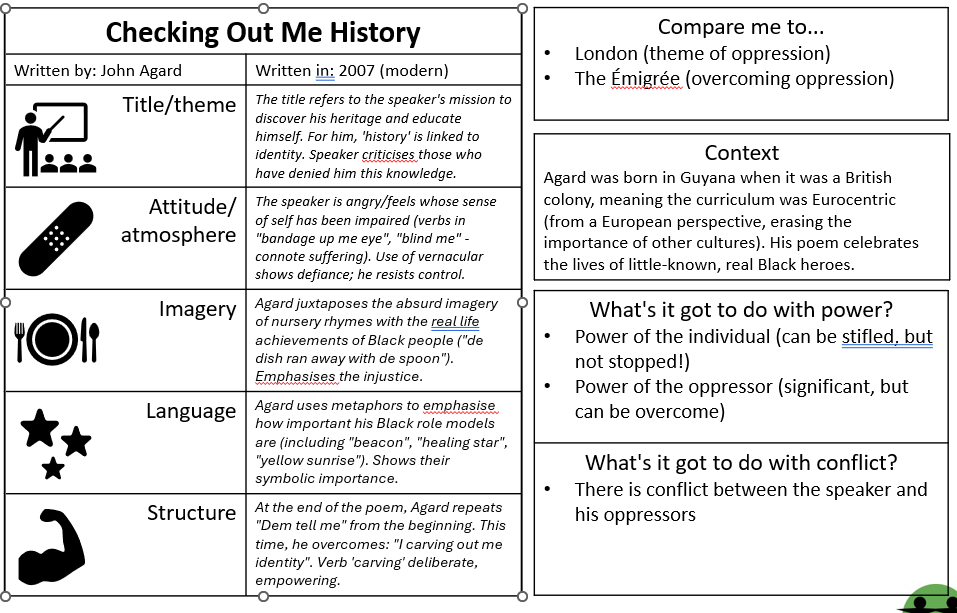 Checking Out Me History
Written by: John Agard
Written in: 2007 (modern)
Title/theme
The title refers to the speaker's mission to
discover his heritage and educate
himself. For him, 'history' is linked to
identity. Speaker criticises those who
have denied him this knowledge.
Attitude/
atmosphere
The speaker is angry/feels whose sense
of self has been impaired (verbs in
"bandage up me eye", "blind me" -
connote suffering). Use of vernacular
shows defiance; he resists control.
Imagery
Agard juxtaposes the absurd imagery
of nursery rhymes with the real life
achievements of Black people ("de
dish ran away with de spoon").
Emphasises the injustice.
Language
Agard uses metaphors to emphasise
how important his Black role models
are (including "beacon", "healing star",
"yellow sunrise"). Shows their
symbolic importance.
Structure
At the end of the poem, Agard repeats
"Dem tell me" from the beginning. This
time, he overcomes: "I carving out me
identity". Verb 'carving' deliberate,
empowering.
Compare me to...
• London (theme of oppression)
• The Émigrée (overcoming oppression)
Context
Agard was born in Guyana when it was a British
colony, meaning the curriculum was Eurocentric
(from a European perspective, erasing the
importance of other cultures). His poem celebrates
the lives of little-known, real Black heroes.
What's it got to do with power?
• Power of the individual (can be stifled, but
not stopped!)
• Power of the oppressor (significant, but
can be overcome)
What's it got to do with conflict?
• There is conflict between the speaker and
his oppressors